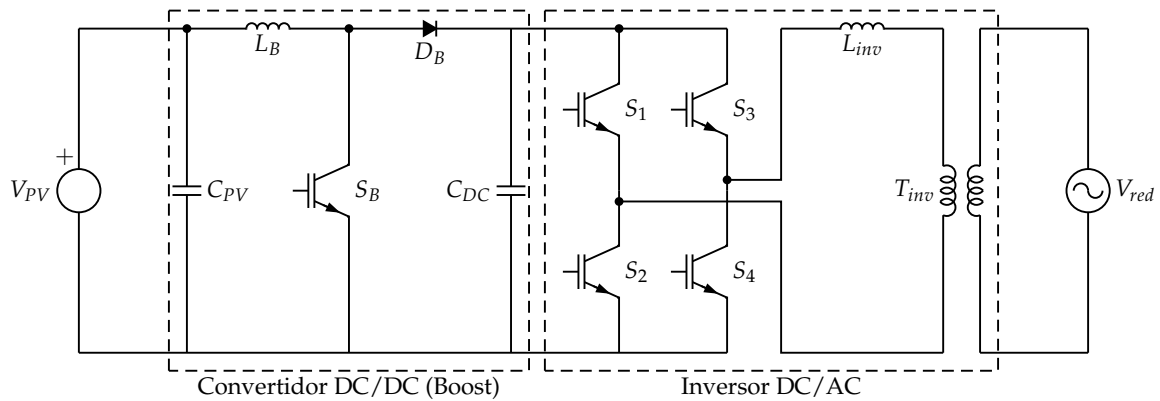 L_B
D_B
L_inv
S_1
S_3
+
V_PV
C_PV
S_B
C_DC
T_inv
V_red
S_2
S_4
Convertidor DC/DC (Boost)
Inversor DC/AC